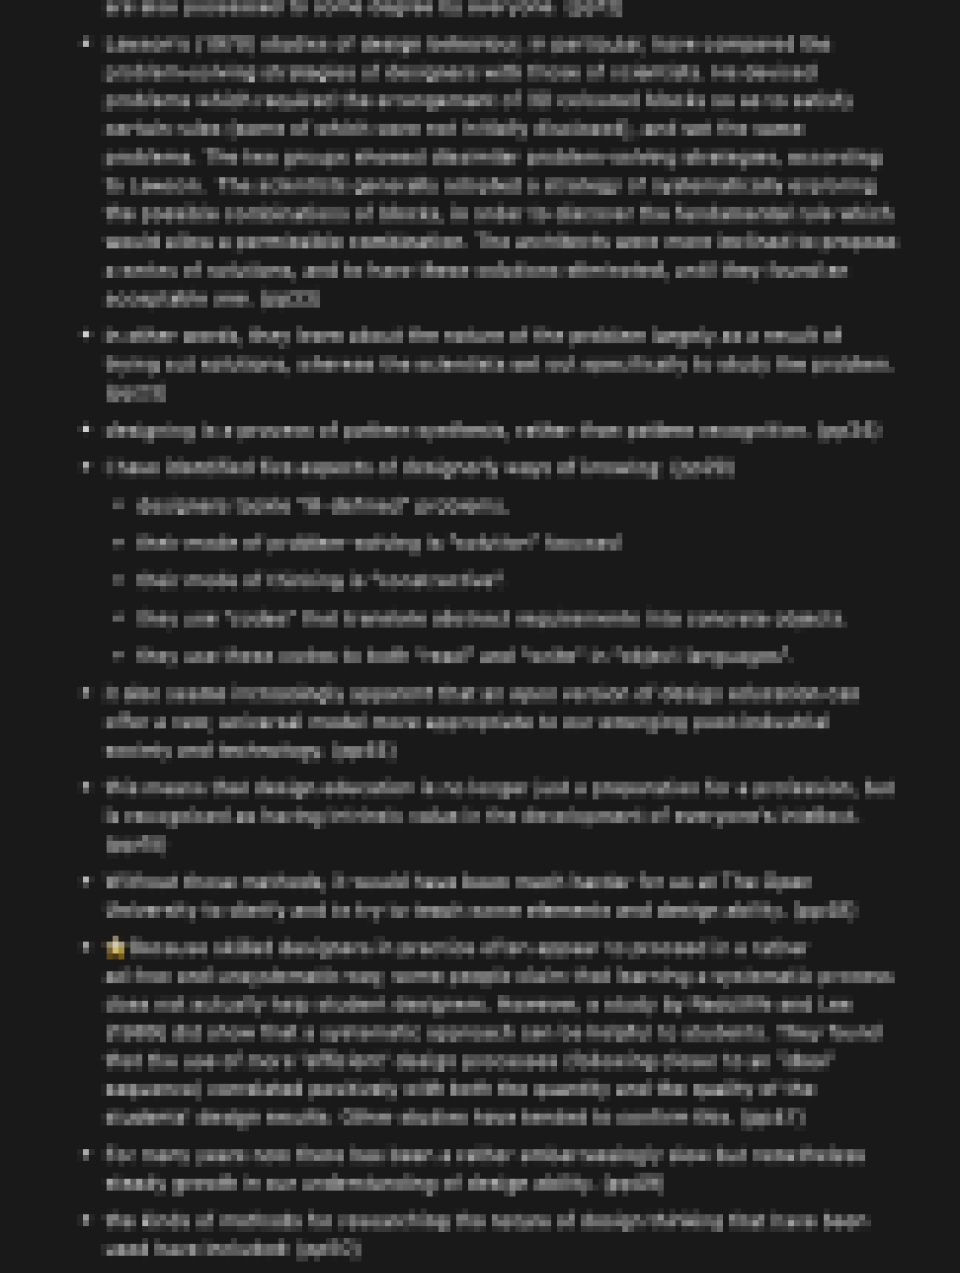 are also possessed to some degree by everyone.
Lawson's (1979) studies of design behaviour, in particular, have compared the
problem-solving strategies of designers with those of scientists. He devised
problems which required the arrangement of 3D coloured blocks so as to satisfy
certain rules (some of which were not initially disclosed), and set the same
problems. The two groups showed dissimilar problem-solving strategies, according
to Lawson. The scientists generally adopted a strategy of systematically exploring
the possible combinations of blocks, in order to discover the fundamental rule which
would allow a permissible combination. The architects were more inclined to propose
a series of solutions, and to have these solutions eliminated, until they found an
acceptable one.
In other words, they learn about the nature of the problem largely as a result of
trying out solutions, whereas the scientists set out specifically to study the problem.
designing is a process of pattern synthesis, rather than pattern recognition.
I have identified five aspects of designerly ways of knowing:
designers tackle "ill-defined" problems.
their mode of problem-solving is "solution" focused
their mode of thinking is "constructive".
they use "codes" that translate abstract requirements into concrete objects.
they use these codes to both "read" and "write" in "object languages".
It also seems increasingly apparent that an open version of design education can
offer a new, universal model more appropriate to our emerging post-industrial
society and technology.
this means that design education is no longer just a preparation for a profession, but
is recognised as having intrinsic value in the development of everyone's intellect.
Without those methods, it would have been much harder for us at The Open
University to clarify and to try to teach some elements and design ability.
Because skilled designers in practice often appear to proceed in a rather
ad hoc and unsystematic way, some people claim that learning a systematic process
does not actually help student designers. However, a study by Radcliffe and Lee
(1989) did show that a systematic approach can be helpful to students. They found
that the use of more "efficient" design processes (following closer to an "ideal"
sequence) correlated positively with both the quantity and the quality of the
students' design results. Other studies have tended to confirm this.
For many years now there has been a rather embarrassingly slow but nonetheless
steady growth in our understanding of design ability.
the kinds of methods for researching the nature of design thinking that have been
used have included: